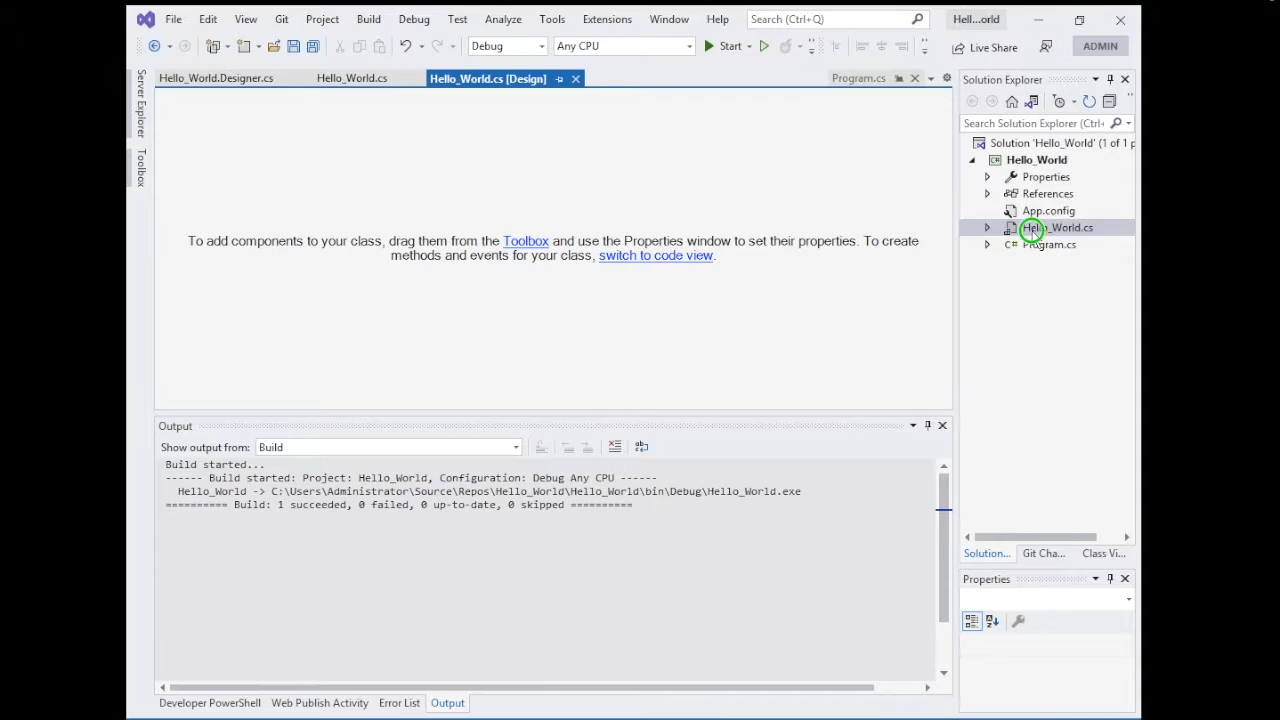 File Edit View Git Project Build Debug Test Analyze Tools Extensions Window Help Search (Ctrl+Q) Hell...orld
Debug Any CPU Start Live Share ADMIN
Server Explorer
Toolbox
Hello_World.Designer.cs Hello_World.cs Hello_World.cs [Design] Program.cs
To add components to your class, drag them from the Toolbox and use the Properties window to set their properties. To create
methods and events for your class, switch to code view.
Output
Show output from: Build
Build started...
------ Build started: Project: Hello_World, Configuration: Debug Any CPU ------
Hello_World -> C:\Users\Administrator\Source\Repos\Hello_World\Hello_World\bin\Debug\Hello_World.exe
========== Build: 1 succeeded, 0 failed, 0 up-to-date, 0 skipped ==========
Developer PowerShell Web Publish Activity Error List Output
Solution Explorer
Search Solution Explorer (Ctrl+
Solution 'Hello_World' (1 of 1 p
Hello_World
Properties
References
App.config
Hello_World.cs
Program.cs
Solution... Git Cha... Class Vi...
Properties